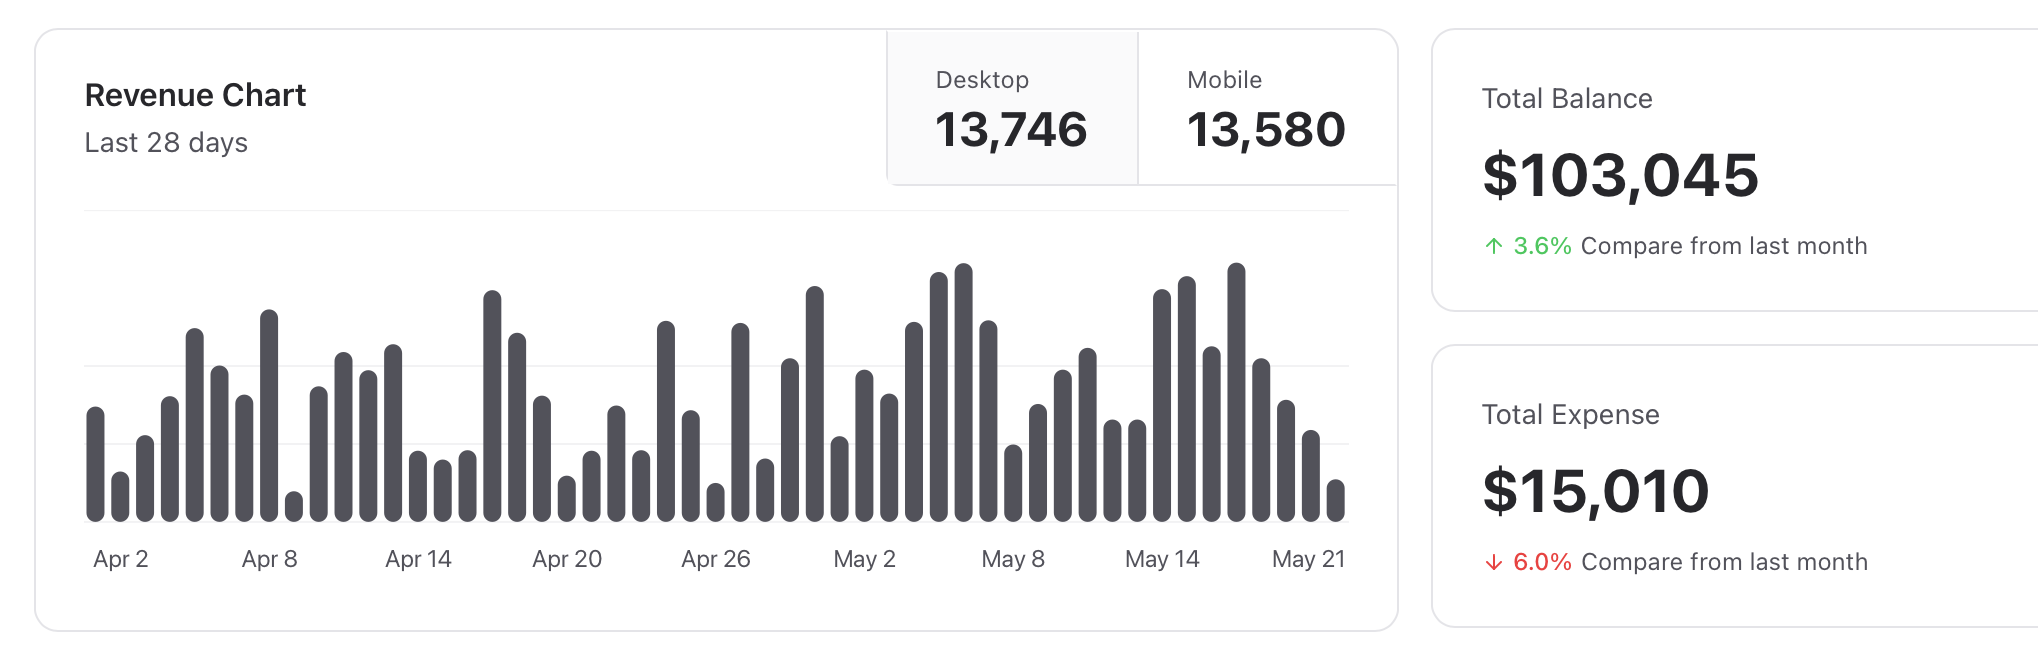 Revenue Chart
Last 28 days
Desktop
13,746
Mobile
13,580
Apr 2
Apr 8
Apr 14
Apr 20
Apr 26
May 2
May 8
May 14
May 21
Total Balance
$103,045
↑ 3.6% Compare from last month
Total Expense
$15,010
↓ 6.0% Compare from last month